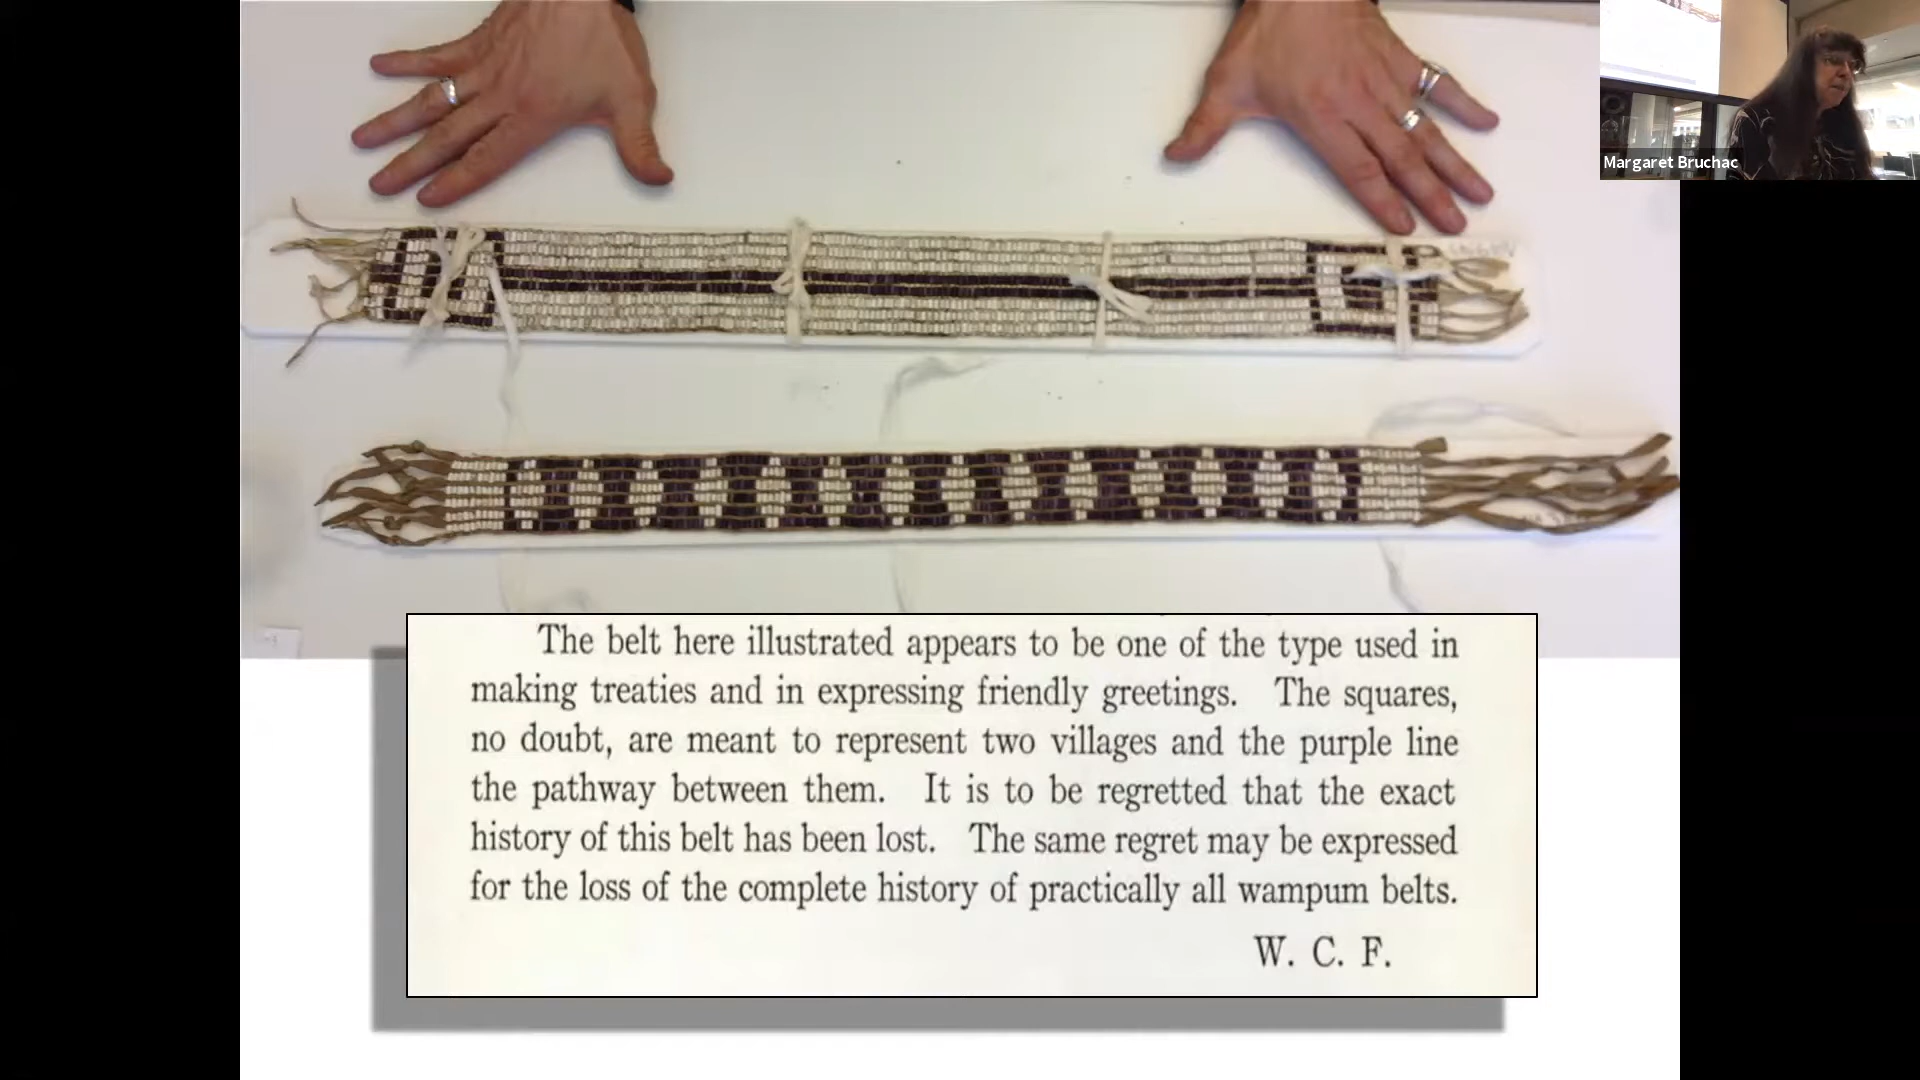 Margaret Bruchac
The belt here illustrated appears to be one of the type used in
making treaties and in expressing friendly greetings. The squares,
no doubt, are meant to represent two villages and the purple line
the pathway between them. It is to be regretted that the exact
history of this belt has been lost. The same regret may be expressed
for the loss of the complete history of practically all wampum belts.
W. C. F.